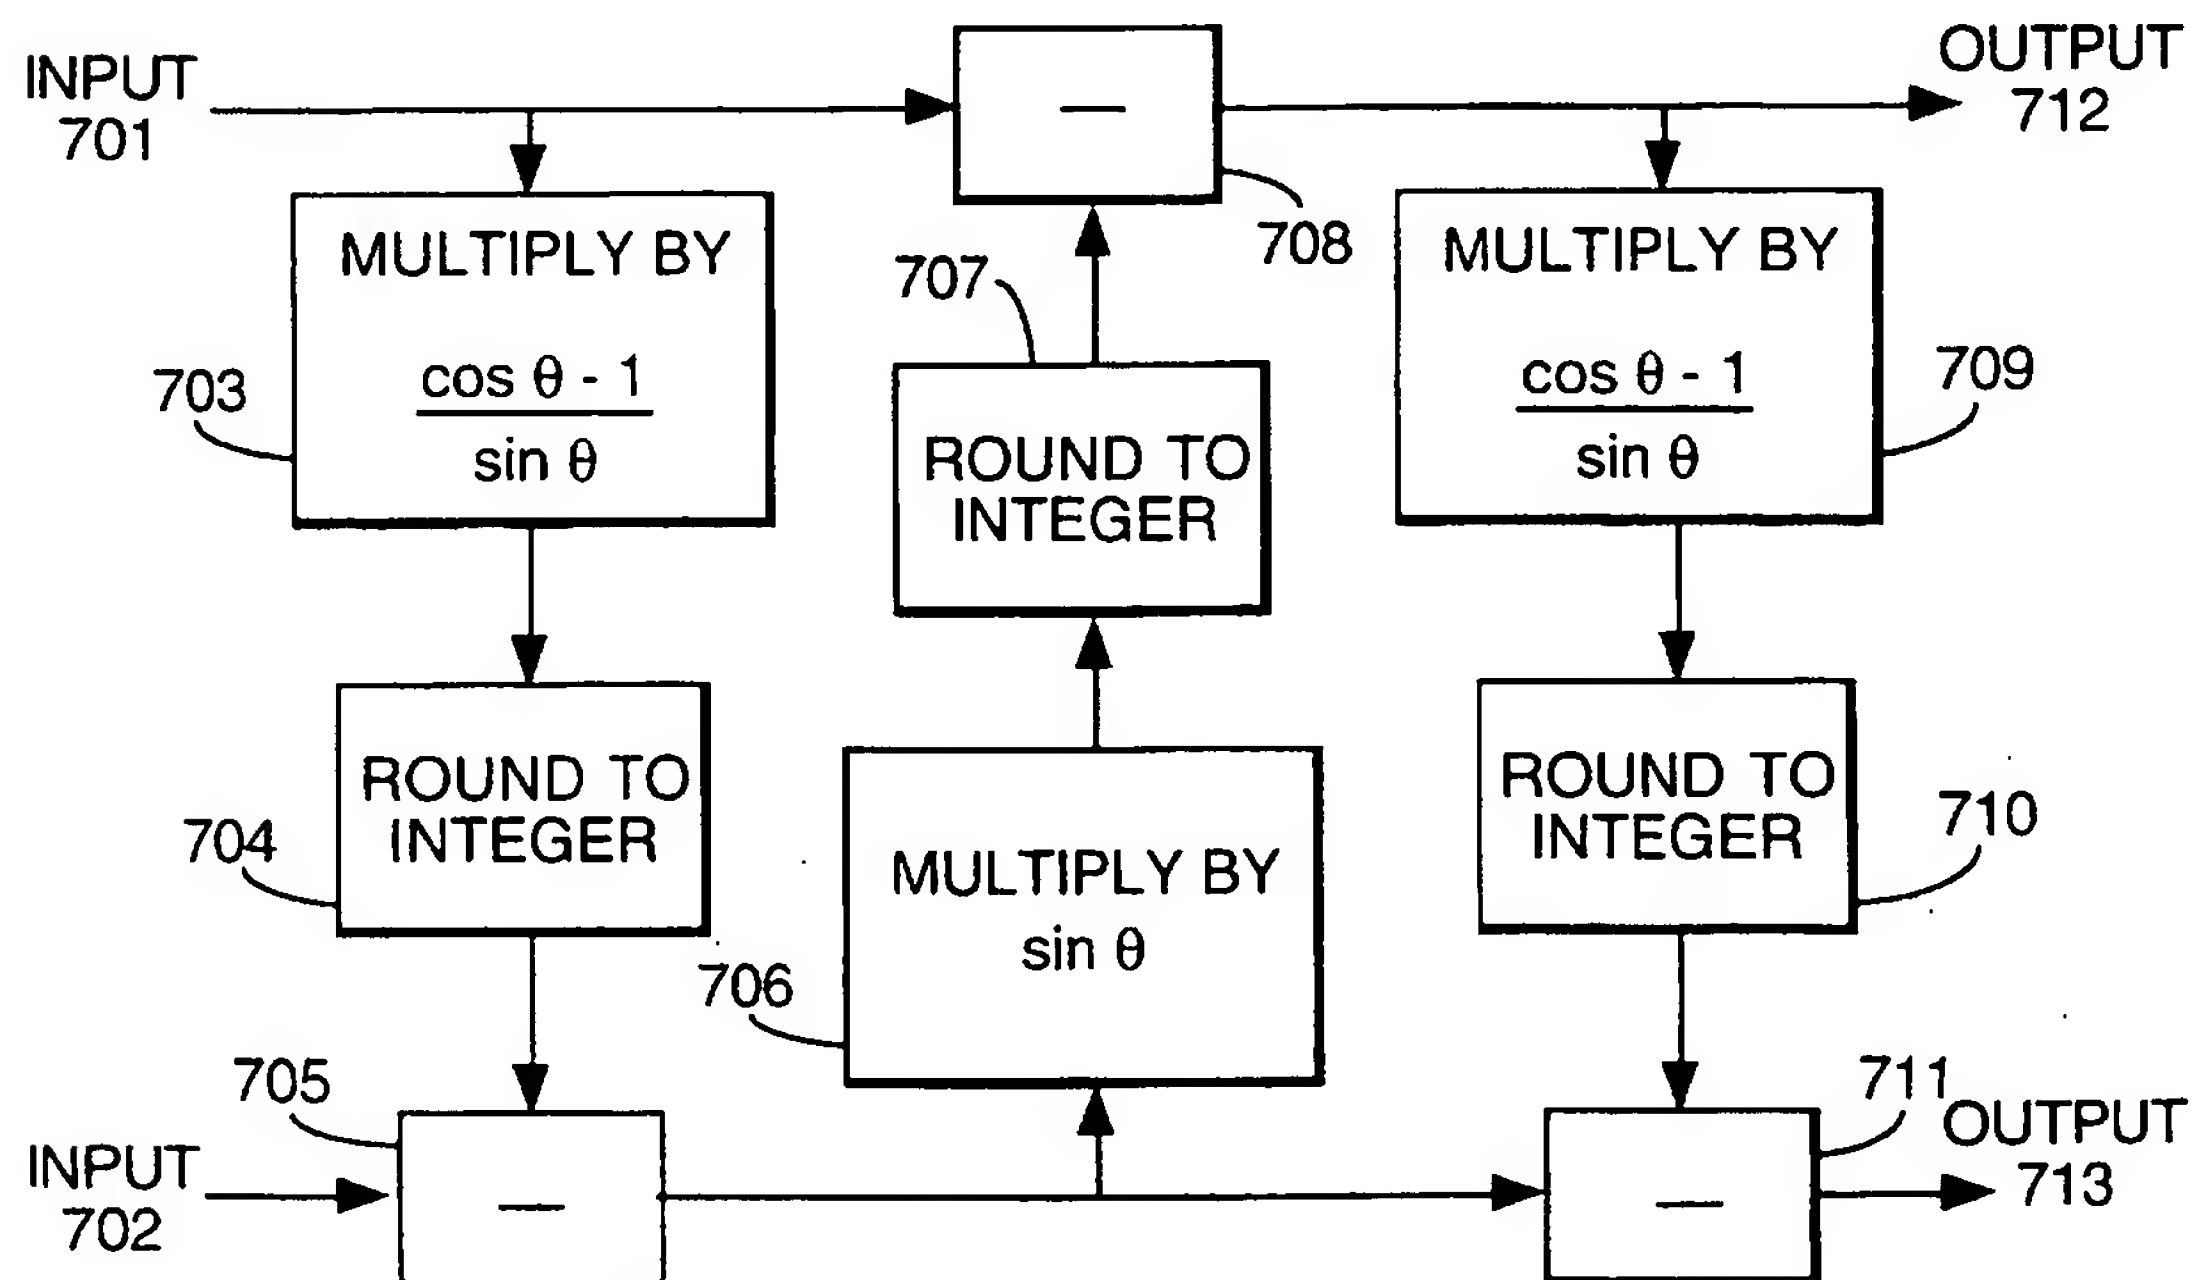 INPUT
701
—
OUTPUT
712
708
MULTIPLY BY
cos θ - 1
sin θ
703
707
ROUND TO
INTEGER
MULTIPLY BY
cos θ - 1
sin θ
709
ROUND TO
INTEGER
704
706
MULTIPLY BY
sin θ
ROUND TO
INTEGER
710
705
INPUT
702
—
711
—
OUTPUT
713